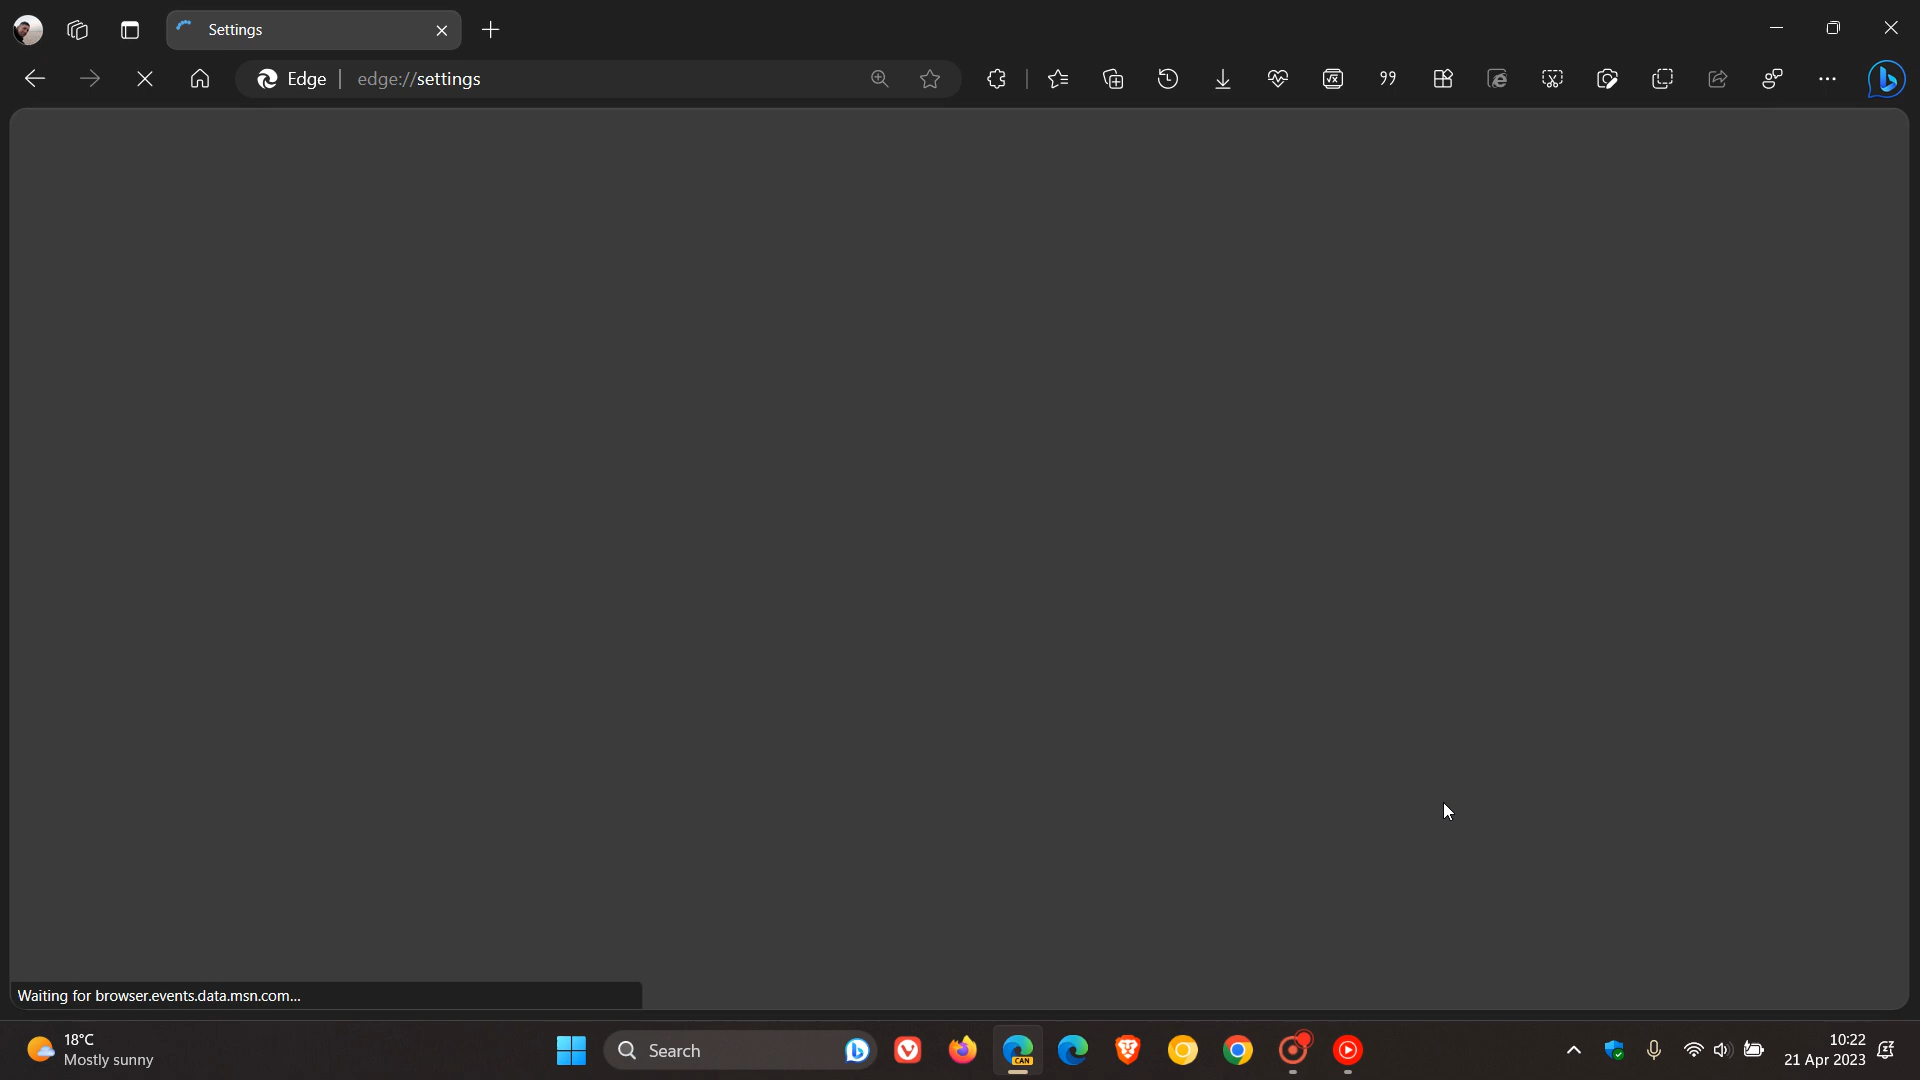 Settings
Edge
edge://settings
Waiting for browser.events.data.msn.com...
18°C
Mostly sunny
Search
CAN
10:22
21 Apr 2023